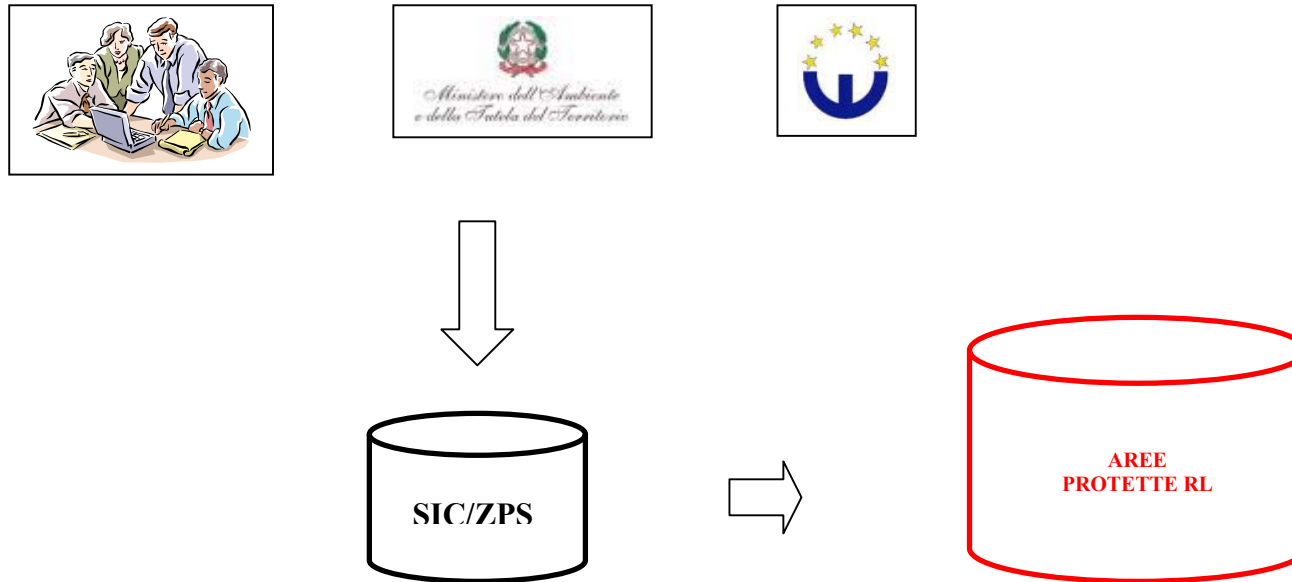 Ministero dell'Ambiente
e della Tutela del Territorio
SIC/ZPS
AREE
PROTETTE RL